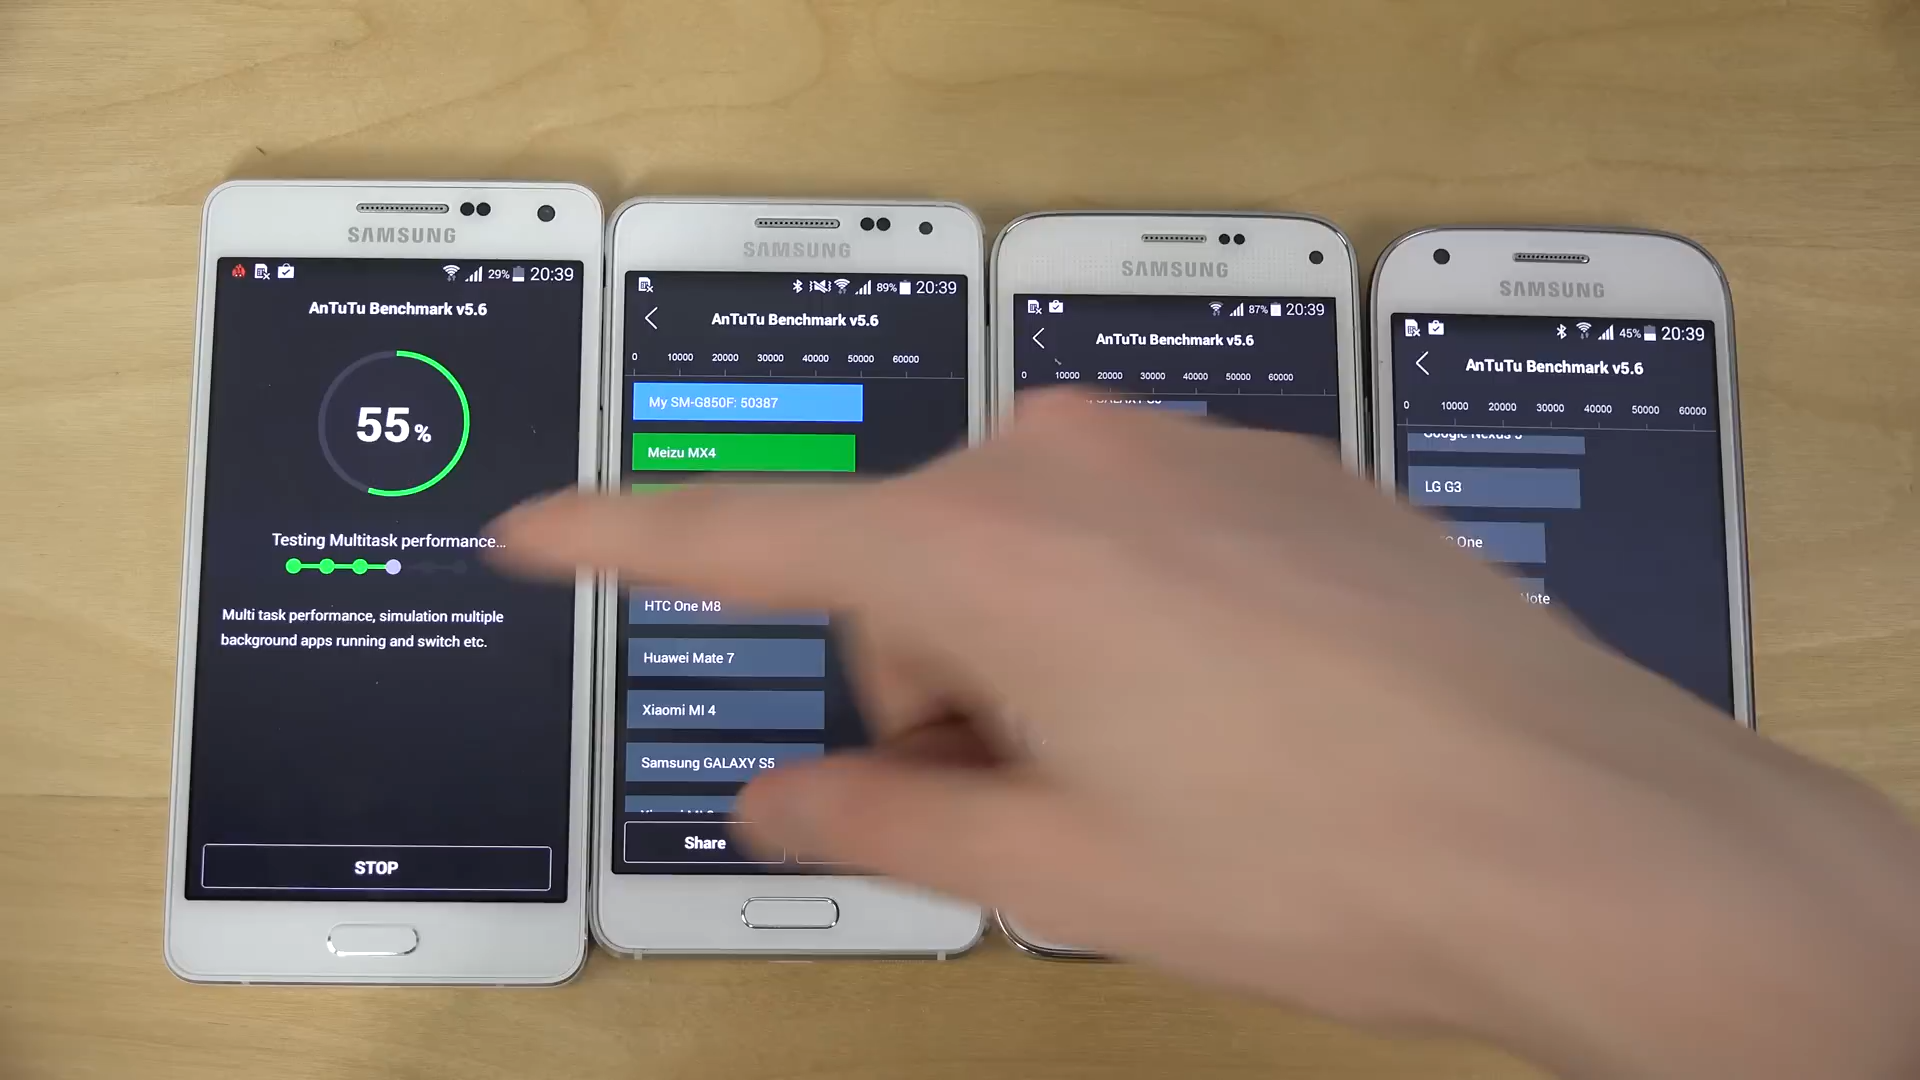 SAMSUNG
29% 20:39
AnTuTu Benchmark v5.6
55%
Testing Multitask performance...
Multi task performance, simulation multiple
background apps running and switch etc.
STOP
SAMSUNG
89% 20:39
AnTuTu Benchmark v5.6
0 10000 20000 30000 40000 50000 60000
My SM-G850F: 50387
Meizu MX4
HTC One M8
Huawei Mate 7
Xiaomi MI 4
Samsung GALAXY S5
Share
SAMSUNG
87% 20:39
AnTuTu Benchmark v5.6
0 10000 20000 30000 40000 50000 60000
SAMSUNG
45% 20:39
AnTuTu Benchmark v5.6
0 10000 20000 30000 40000 50000 60000
Google Nexus 5
LG G3
One
Note